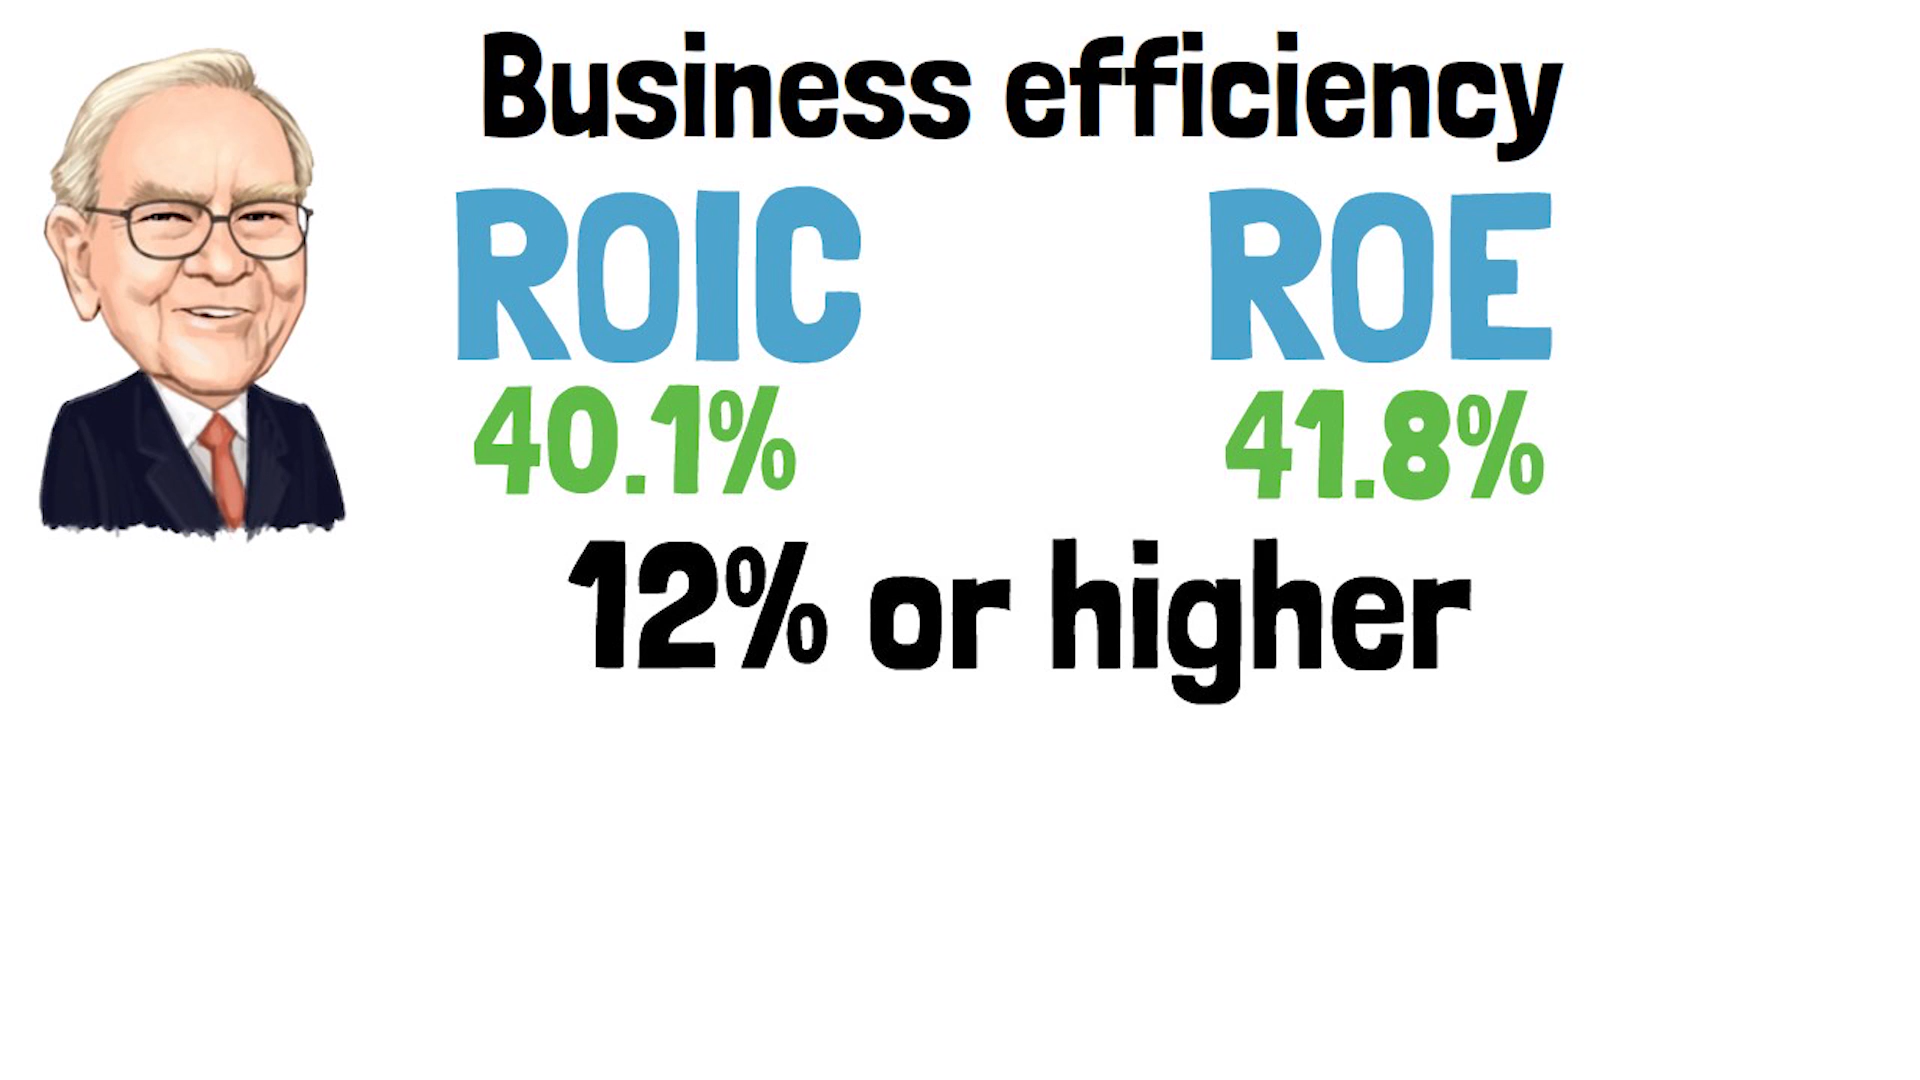 Business efficiency
ROIC ROE
40.1% 41.8%
12% or higher